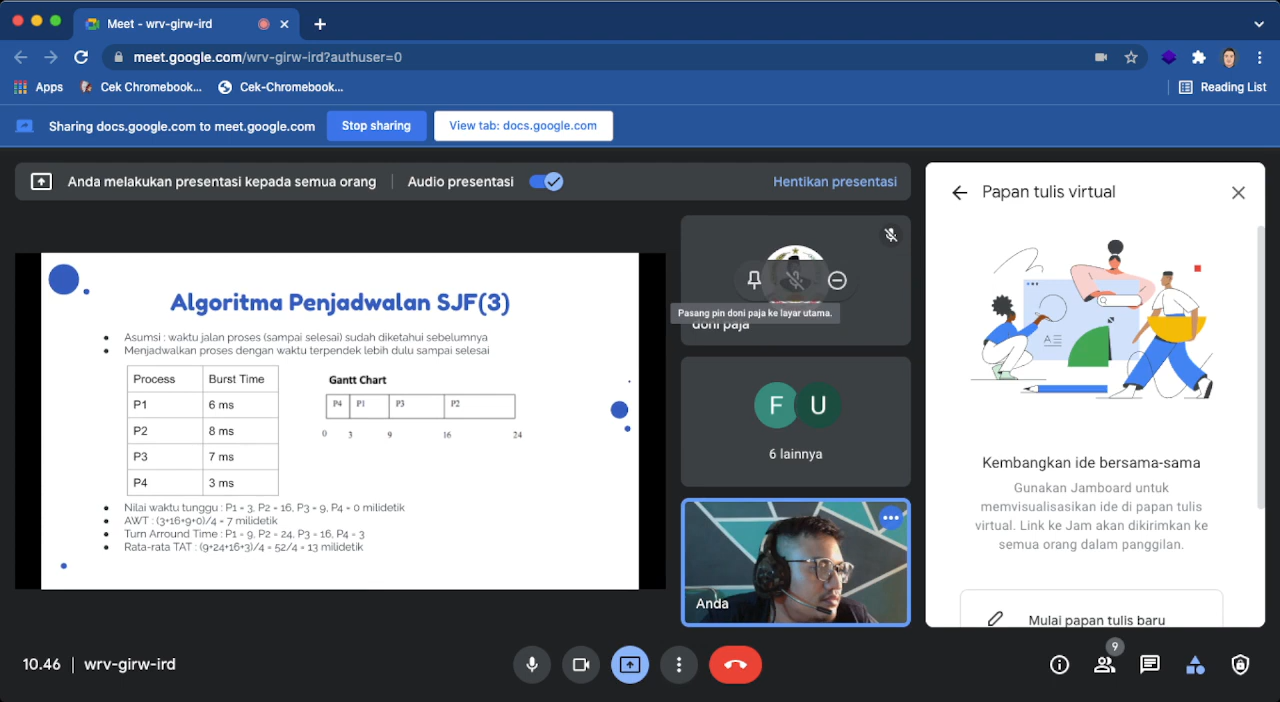 Meet - wrv-girw-ird
meet.google.com/wrv-girw-ird?authuser=0
Apps
Cek Chromebook...
Cek-Chromebook...
Reading List
Sharing docs.google.com to meet.google.com
Stop sharing
View tab: docs.google.com
Anda melakukan presentasi kepada semua orang
Audio presentasi
Hentikan presentasi
Algoritma Penjadwalan SJF(3)
Asumsi : waktu jalan proses (sampai selesai) sudah diketahui sebelumnya
Menjadwalkan proses dengan waktu terpendek lebih dulu sampai selesai
Process Burst Time
P1 6 ms
P2 8 ms
P3 7 ms
P4 3 ms
Gantt Chart
P4 P1 P3 P2
0 3 9 16 24
Nilai waktu tunggu : P1 = 3, P2 = 16, P3 = 9, P4 = 0 milidetik
AWT : (3+16+9+0)/4 = 7 milidetik
Turn Arround Time : P1 = 9, P2 = 24, P3 = 16, P4 = 3
Rata-rata TAT : (9+24+16+3)/4 = 52/4 = 13 milidetik
Pasang pin doni paja ke layar utama.
doni paja
F U
6 lainnya
Anda
Papan tulis virtual
Kembangkan ide bersama-sama
Gunakan Jamboard untuk
memvisualisasikan ide di papan tulis
virtual. Link ke Jam akan dikirimkan ke
semua orang dalam panggilan.
Mulai papan tulis baru
10.46 | wrv-girw-ird
9